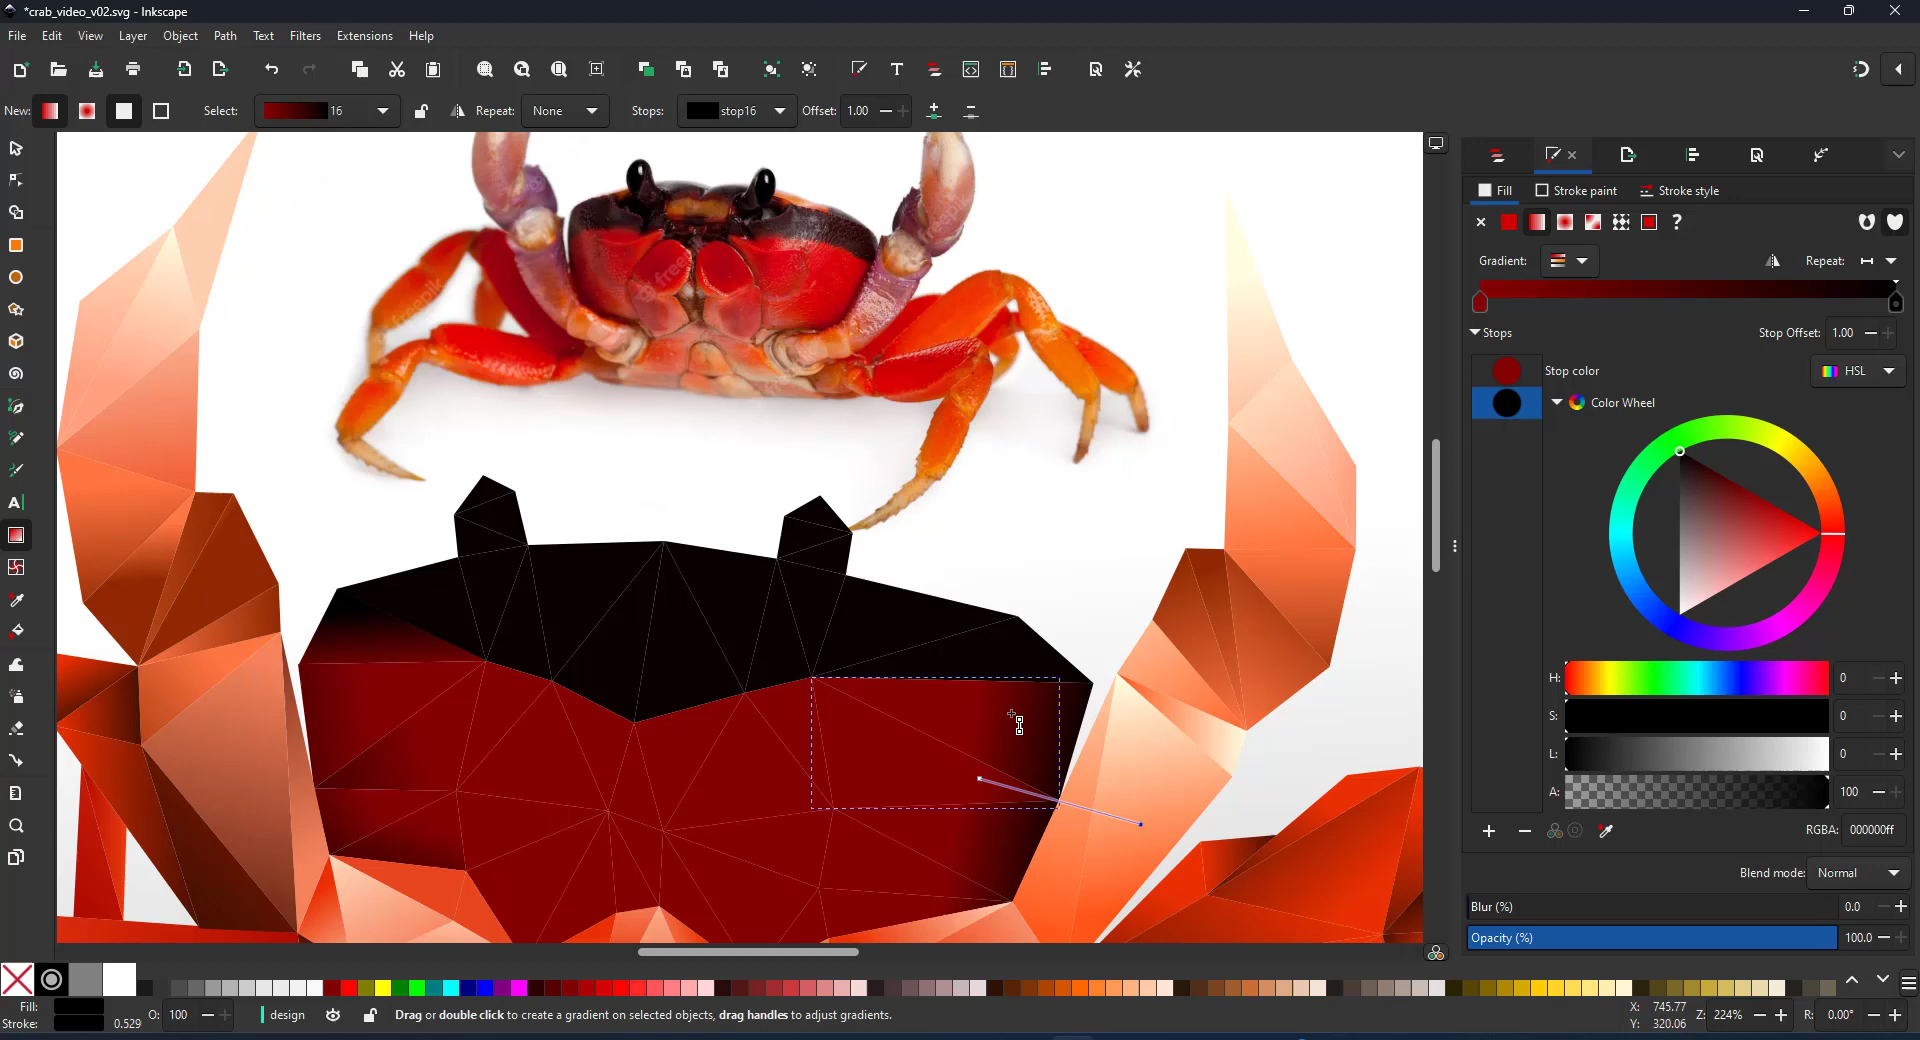 *crab_video_v02.svg - Inkscape
File Edit View Layer Object Path Text Filters Extensions Help
New: Select: 16 Repeat: None Stops: stop16 Offset: 1.00
Fill Stroke paint Stroke style
Gradient: Repeat:
Stops Stop Offset: 1.00
Stop color HSL
Color Wheel
H: 0
S: 0
L: 0
A: 100
RGBA: 000000ff
Blend mode: Normal
Blur (%) 0.0
Opacity (%) 100.0
Fill:
Stroke: 0.529 O: 100 design Drag or double click to create a gradient on selected objects, drag handles to adjust gradients.
X: 745.77
Y: 320.06
Z: 224% R: 0.00°